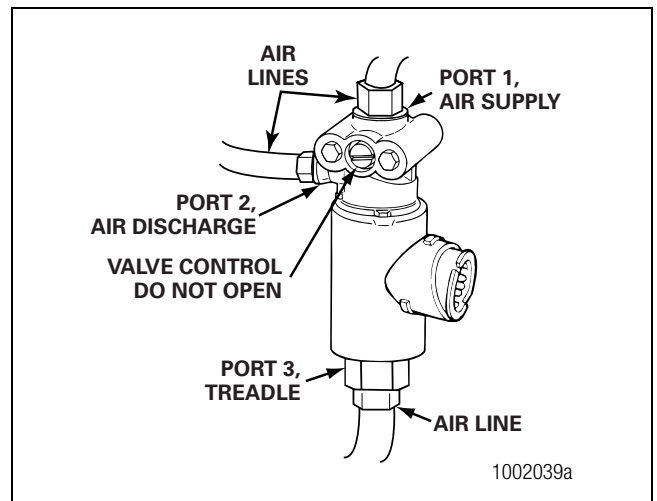 AIR
LINES
PORT 1,
AIR SUPPLY
PORT 2,
AIR DISCHARGE
VALVE CONTROL
DO NOT OPEN
PORT 3,
TREADLE
AIR LINE
1002039a